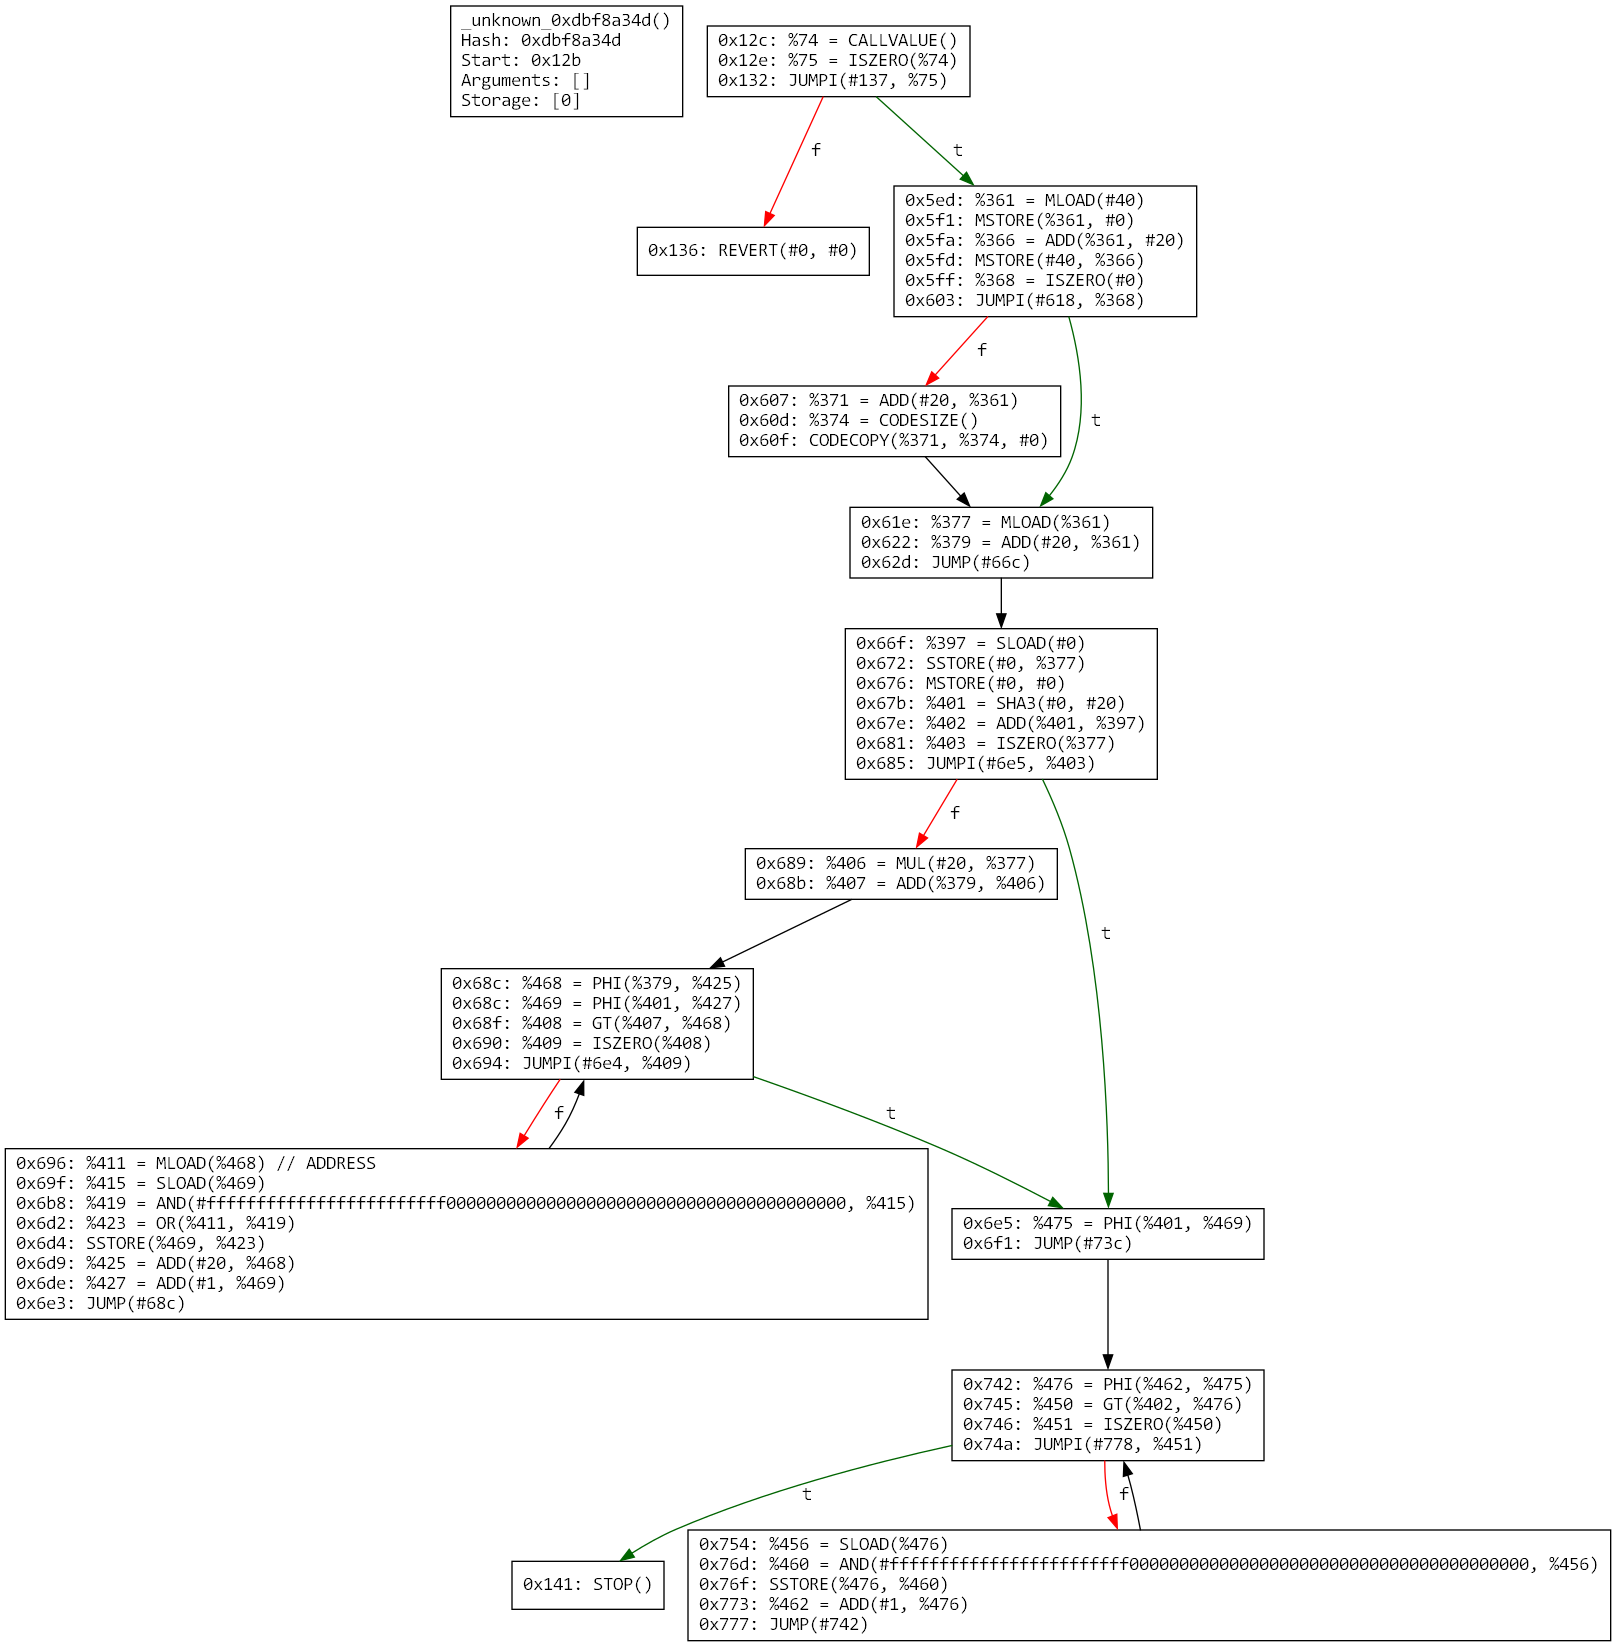 _unknown_0xdbf8a34d()
Hash: 0xdbf8a34d
Start: 0x12b
Arguments: []
Storage: [0]
0x12c: %74 = CALLVALUE()
0x12e: %75 = ISZERO(%74)
0x132: JUMPI(#137, %75)
f
t
0x136: REVERT(#0, #0)
0x5ed: %361 = MLOAD(#40)
0x5f1: MSTORE(%361, #0)
0x5fa: %366 = ADD(%361, #20)
0x5fd: MSTORE(#40, %366)
0x5ff: %368 = ISZERO(#0)
0x603: JUMPI(#618, %368)
f
t
0x607: %371 = ADD(#20, %361)
0x60d: %374 = CODESIZE()
0x60f: CODECOPY(%371, %374, #0)
0x61e: %377 = MLOAD(%361)
0x622: %379 = ADD(#20, %361)
0x62d: JUMP(#66c)
0x66f: %397 = SLOAD(#0)
0x672: SSTORE(#0, %377)
0x676: MSTORE(#0, #0)
0x67b: %401 = SHA3(#0, #20)
0x67e: %402 = ADD(%401, %397)
0x681: %403 = ISZERO(%377)
0x685: JUMPI(#6e5, %403)
f
t
0x689: %406 = MUL(#20, %377)
0x68b: %407 = ADD(%379, %406)
0x68c: %468 = PHI(%379, %425)
0x68c: %469 = PHI(%401, %427)
0x68f: %408 = GT(%407, %468)
0x690: %409 = ISZERO(%408)
0x694: JUMPI(#6e4, %409)
f
t
0x696: %411 = MLOAD(%468) // ADDRESS
0x69f: %415 = SLOAD(%469)
0x6b8: %419 = AND(#ffffffffffffffffffffffff0000000000000000000000000000000000000000, %415)
0x6d2: %423 = OR(%411, %419)
0x6d4: SSTORE(%469, %423)
0x6d9: %425 = ADD(#20, %468)
0x6de: %427 = ADD(#1, %469)
0x6e3: JUMP(#68c)
0x6e5: %475 = PHI(%401, %469)
0x6f1: JUMP(#73c)
0x742: %476 = PHI(%462, %475)
0x745: %450 = GT(%402, %476)
0x746: %451 = ISZERO(%450)
0x74a: JUMPI(#778, %451)
t
f
0x141: STOP()
0x754: %456 = SLOAD(%476)
0x76d: %460 = AND(#ffffffffffffffffffffffff0000000000000000000000000000000000000000, %456)
0x76f: SSTORE(%476, %460)
0x773: %462 = ADD(#1, %476)
0x777: JUMP(#742)